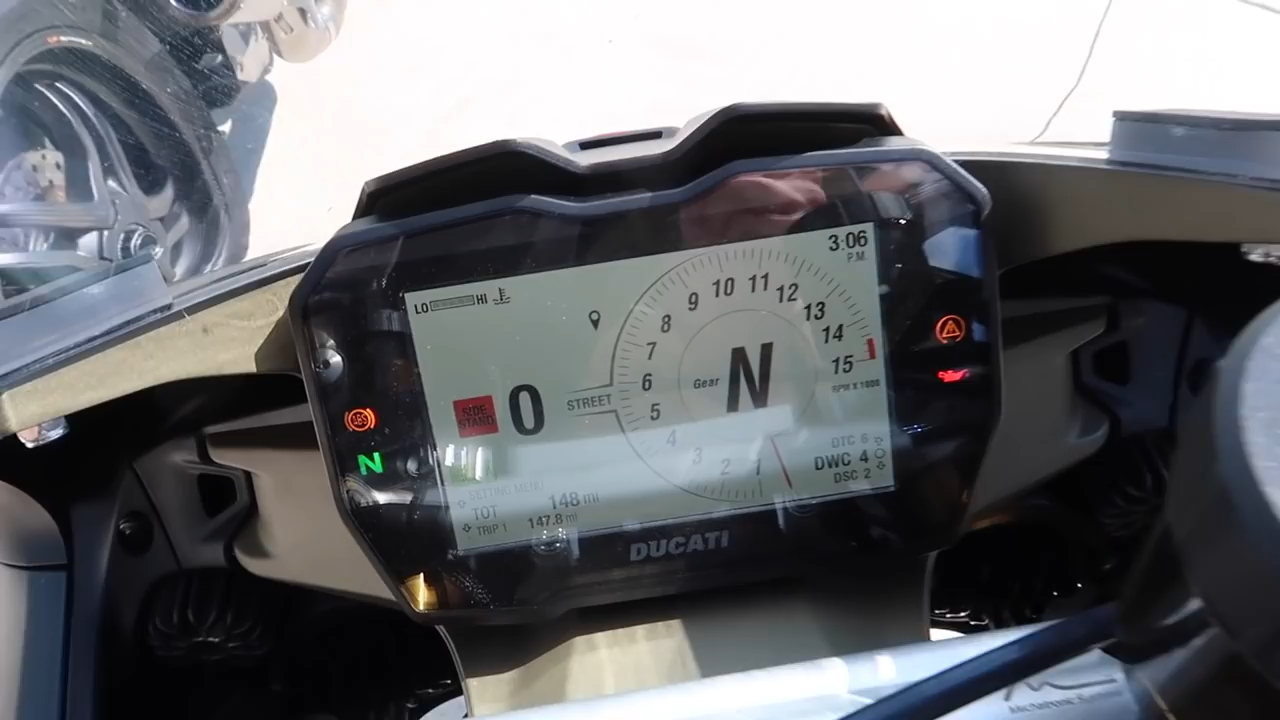 3:06
P.M.
LO HI
10 11
9 12
8 13
7 14
6 15
5
4
3 2 1
RPM X 1000
Gear N
STREET
SIDE
STAND
0
ABS
N
SETTING MENU
TOT 148 mi
TRIP 1 147.8 mi
DTC 6
DWC 4
DSC 2
DUCATI